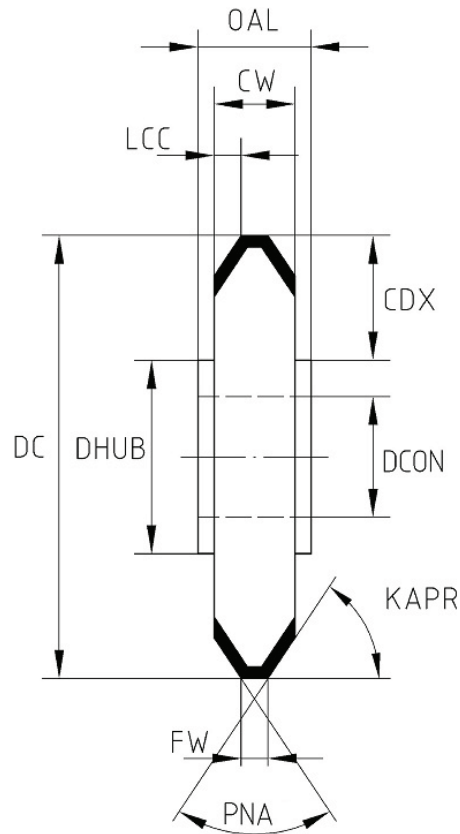 OAL
CW
LCC
CDX
DC
DHUB
DCON
KAPR
FW
PNA